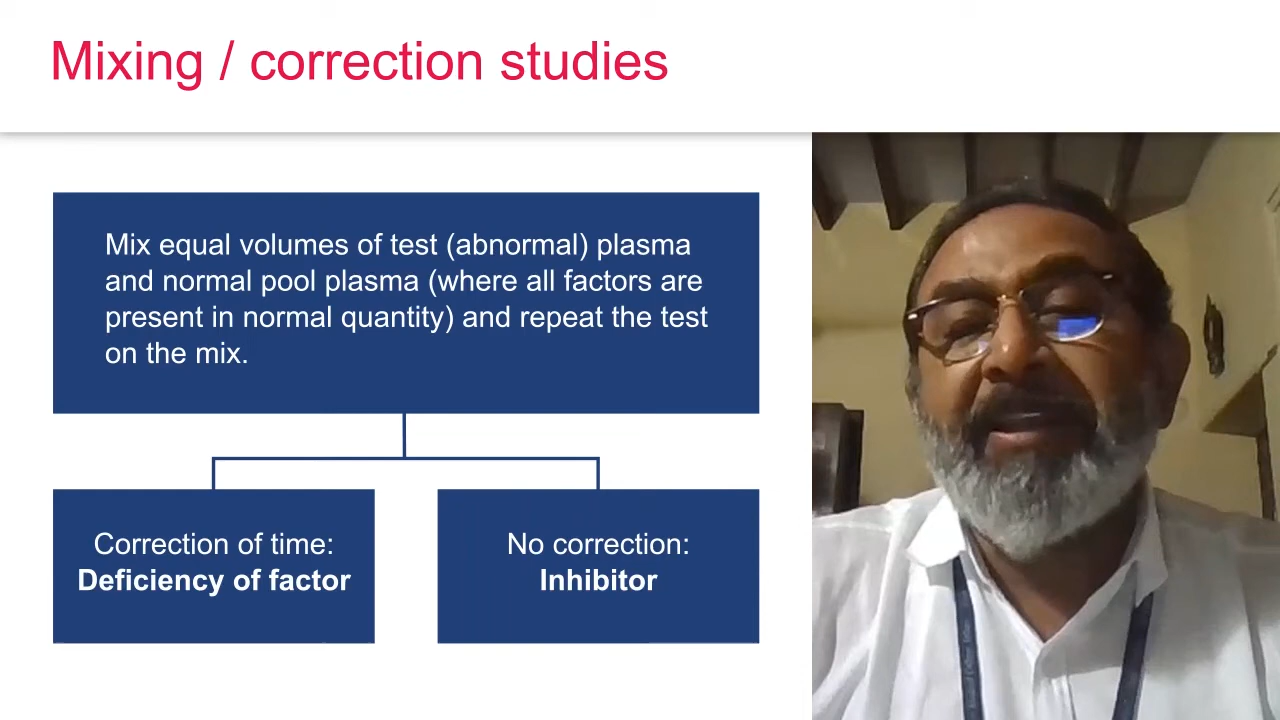 Mixing / correction studies
Mix equal volumes of test (abnormal) plasma
and normal pool plasma (where all factors are
present in normal quantity) and repeat the test
on the mix.
Correction of time:
Deficiency of factor
No correction:
Inhibitor